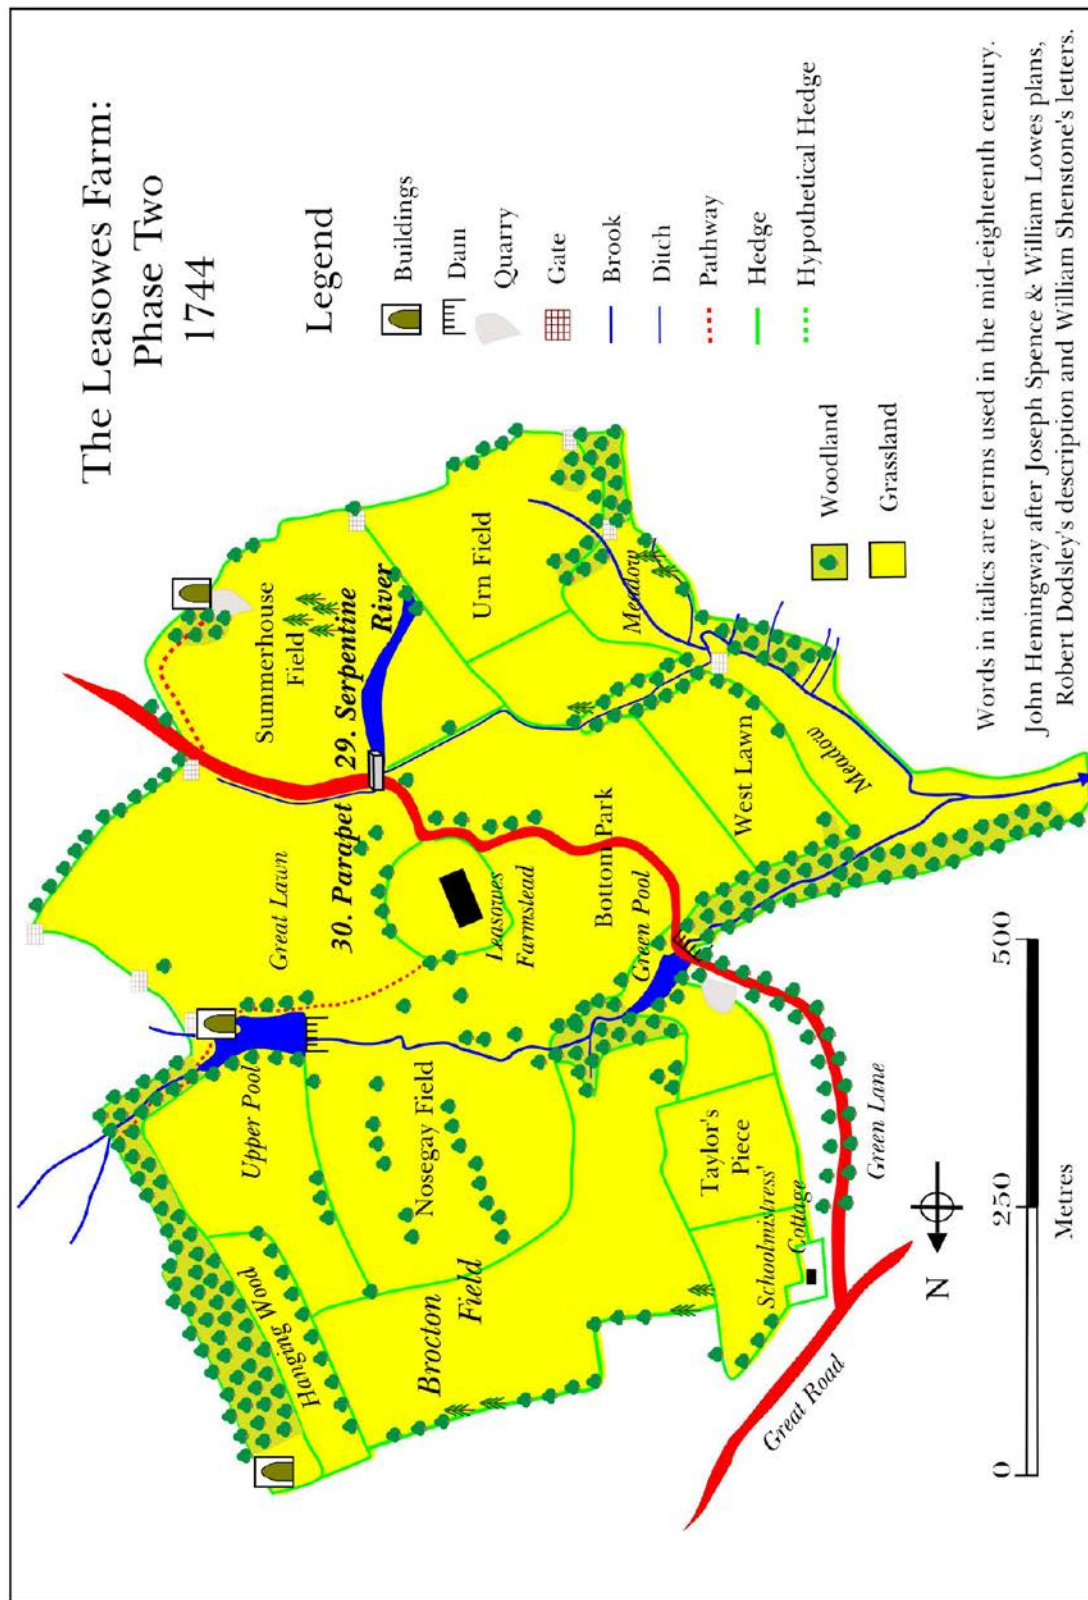 The Leasowes Farm:
Phase Two
1744
Legend
Buildings
Dam
Quarry
Gate
Brook
Ditch
Pathway
Hedge
Hypothetical Hedge
Woodland
Grassland
Summerhouse
Field
29. Serpentine
River
30. Parapet
Urn Field
Meadow
Great Lawn
Leasowes
Farmstead
Bottom Park
West Lawn
Meadow
Green Pool
Upper Pool
Nosegay Field
Hanging Wood
Brocton
Field
Taylor's
Piece
Schoolmistress'
Cottage
Green Lane
Great Road
N
0
250
500
Metres
Words in italics are terms used in the mid-eighteenth century.
John Hemingway after Joseph Spence & William Lowes plans,
Robert Dodsley's description and William Shenstone's letters.